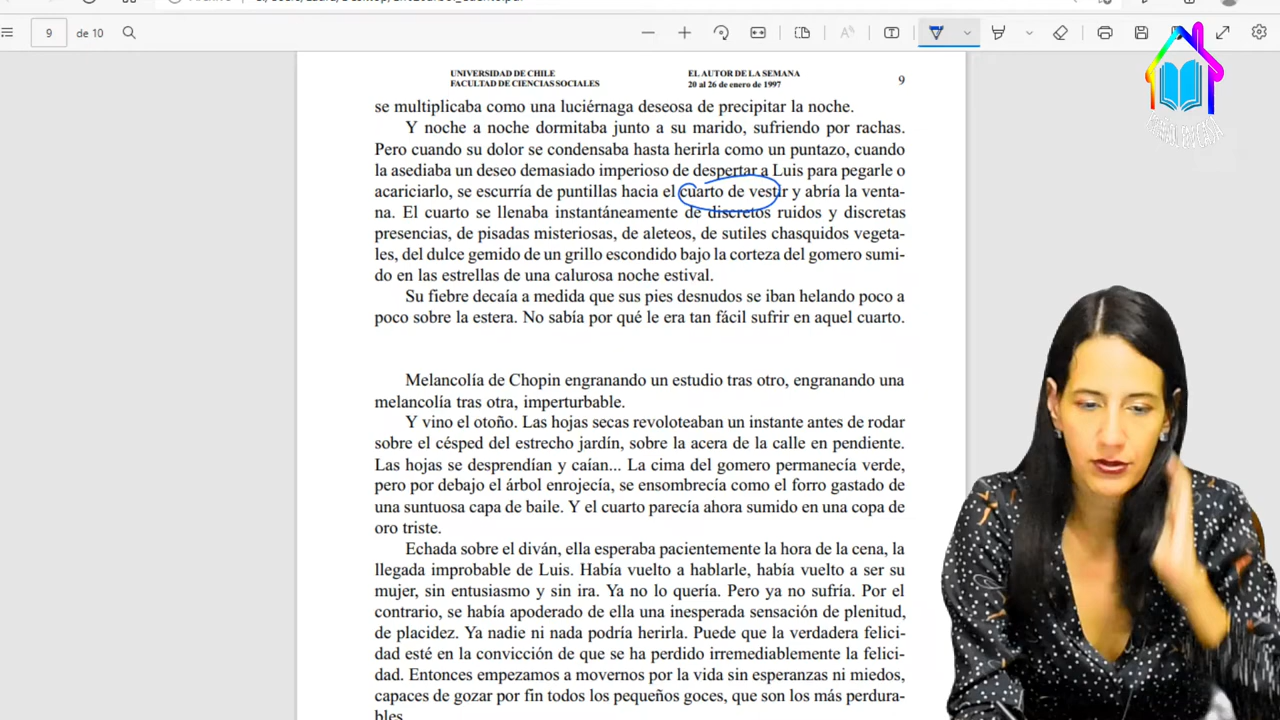 9
de 10
UNIVERSIDAD DE CHILE
FACULTAD DE CIENCIAS SOCIALES
EL AUTOR DE LA SEMANA
20 al 26 de enero de 1997
9
se multiplicaba como una luciérnaga deseosa de precipitar la noche.
Y noche a noche dormitaba junto a su marido, sufriendo por rachas.
Pero cuando su dolor se condensaba hasta herirla como un puntazo, cuando
la asediaba un deseo demasiado imperioso de despertar a Luis para pegarle o
acariciarlo, se escurría de puntillas hacia el cuarto de vestir y abría la venta-
na. El cuarto se llenaba instantáneamente de discretos ruidos y discretas
presencias, de pisadas misteriosas, de aleteos, de sutiles chasquidos vegeta-
les, del dulce gemido de un grillo escondido bajo la corteza del gomero sumi-
do en las estrellas de una calurosa noche estival.
Su fiebre decaía a medida que sus pies desnudos se iban helando poco a
poco sobre la estera. No sabía por qué le era tan fácil sufrir en aquel cuarto.
Melancolía de Chopin engranando un estudio tras otro, engranando una
melancolía tras otra, imperturbable.
Y vino el otoño. Las hojas secas revoloteaban un instante antes de rodar
sobre el césped del estrecho jardín, sobre la acera de la calle en pendiente.
Las hojas se desprendían y caían... La cima del gomero permanecía verde,
pero por debajo el árbol enrojecía, se ensombrecía como el forro gastado de
una suntuosa capa de baile. Y el cuarto parecía ahora sumido en una copa de
oro triste.
Echada sobre el diván, ella esperaba pacientemente la hora de la cena, la
llegada improbable de Luis. Había vuelto a hablarle, había vuelto a ser su
mujer, sin entusiasmo y sin ira. Ya no lo quería. Pero ya no sufría. Por el
contrario, se había apoderado de ella una inesperada sensación de plenitud,
de placidez. Ya nadie ni nada podría herirla. Puede que la verdadera felici-
dad esté en la convicción de que se ha perdido irremediablemente la felici-
dad. Entonces empezamos a movernos por la vida sin esperanzas ni miedos,
capaces de gozar por fin todos los pequeños goces, que son los más perdura-
bles